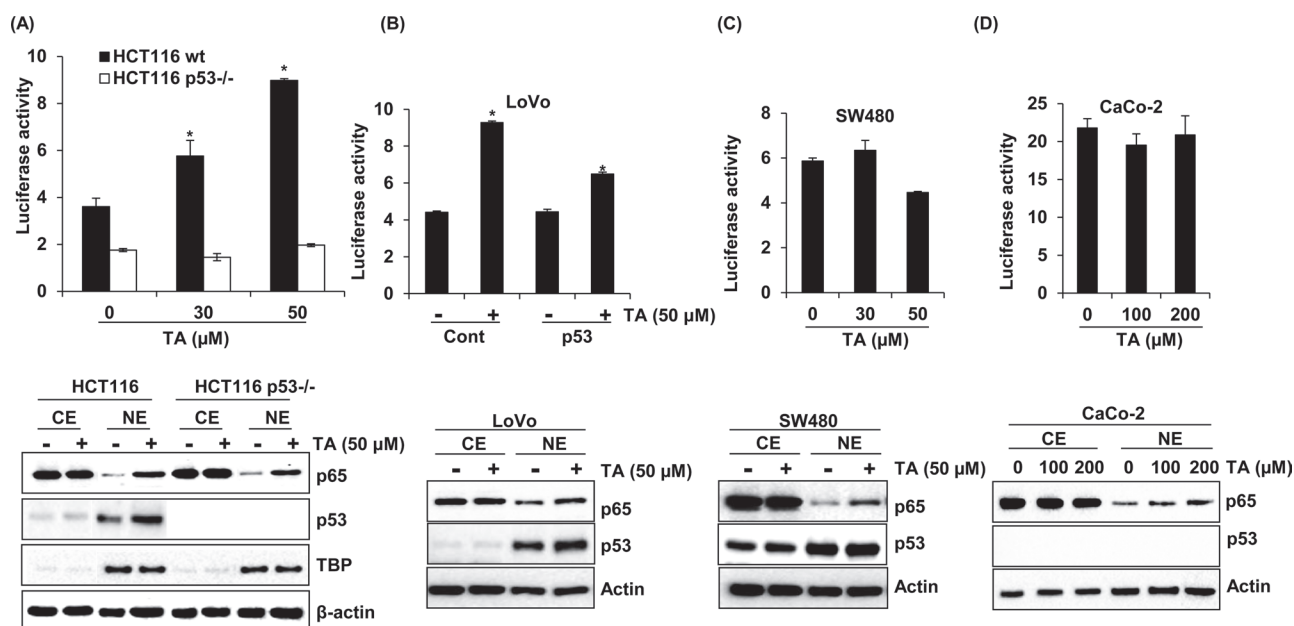 (A)
HCT116 wt
HCT116 p53-/-
Luciferase activity
10
8
6
4
2
0
*
*
0 30 50
TA (µM)
HCT116 HCT116 p53-/-
CE NE CE NE
- + - + - + - + TA (50 µM)
p65
p53
TBP
β-actin
(B)
LoVo
Luciferase activity
10
8
6
4
2
0
*
*
- + - + TA (50 µM)
Cont p53
LoVo
CE NE
- + - + TA (50 µM)
p65
p53
Actin
(C)
SW480
Luciferase activity
8
6
4
2
0
0 30 50
TA (µM)
SW480
CE NE
- + - + TA (50 µM)
p65
p53
Actin
(D)
CaCo-2
Luciferase activity
25
20
15
10
5
0
0 100 200
TA (µM)
CaCo-2
CE NE
0 100 200 0 100 200 TA (µM)
p65
p53
Actin